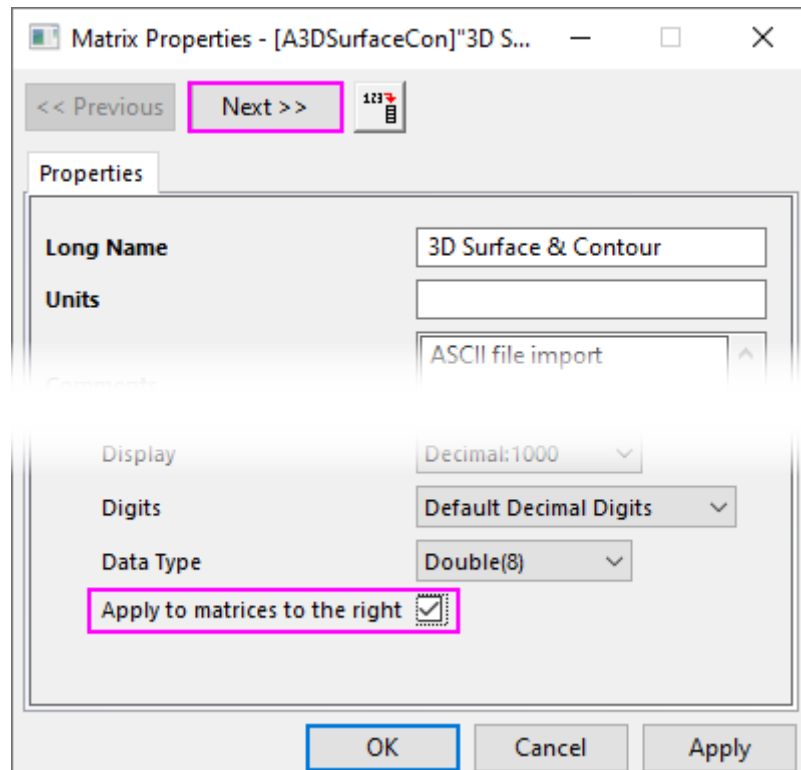 Matrix Properties - [A3DSurfaceCon]"3D S...
<< Previous Next >> 123
Properties
Long Name 3D Surface & Contour
Units
ASCII file import
Comments
Display Decimal:1000
Digits Default Decimal Digits
Data Type Double(8)
Apply to matrices to the right
OK Cancel Apply